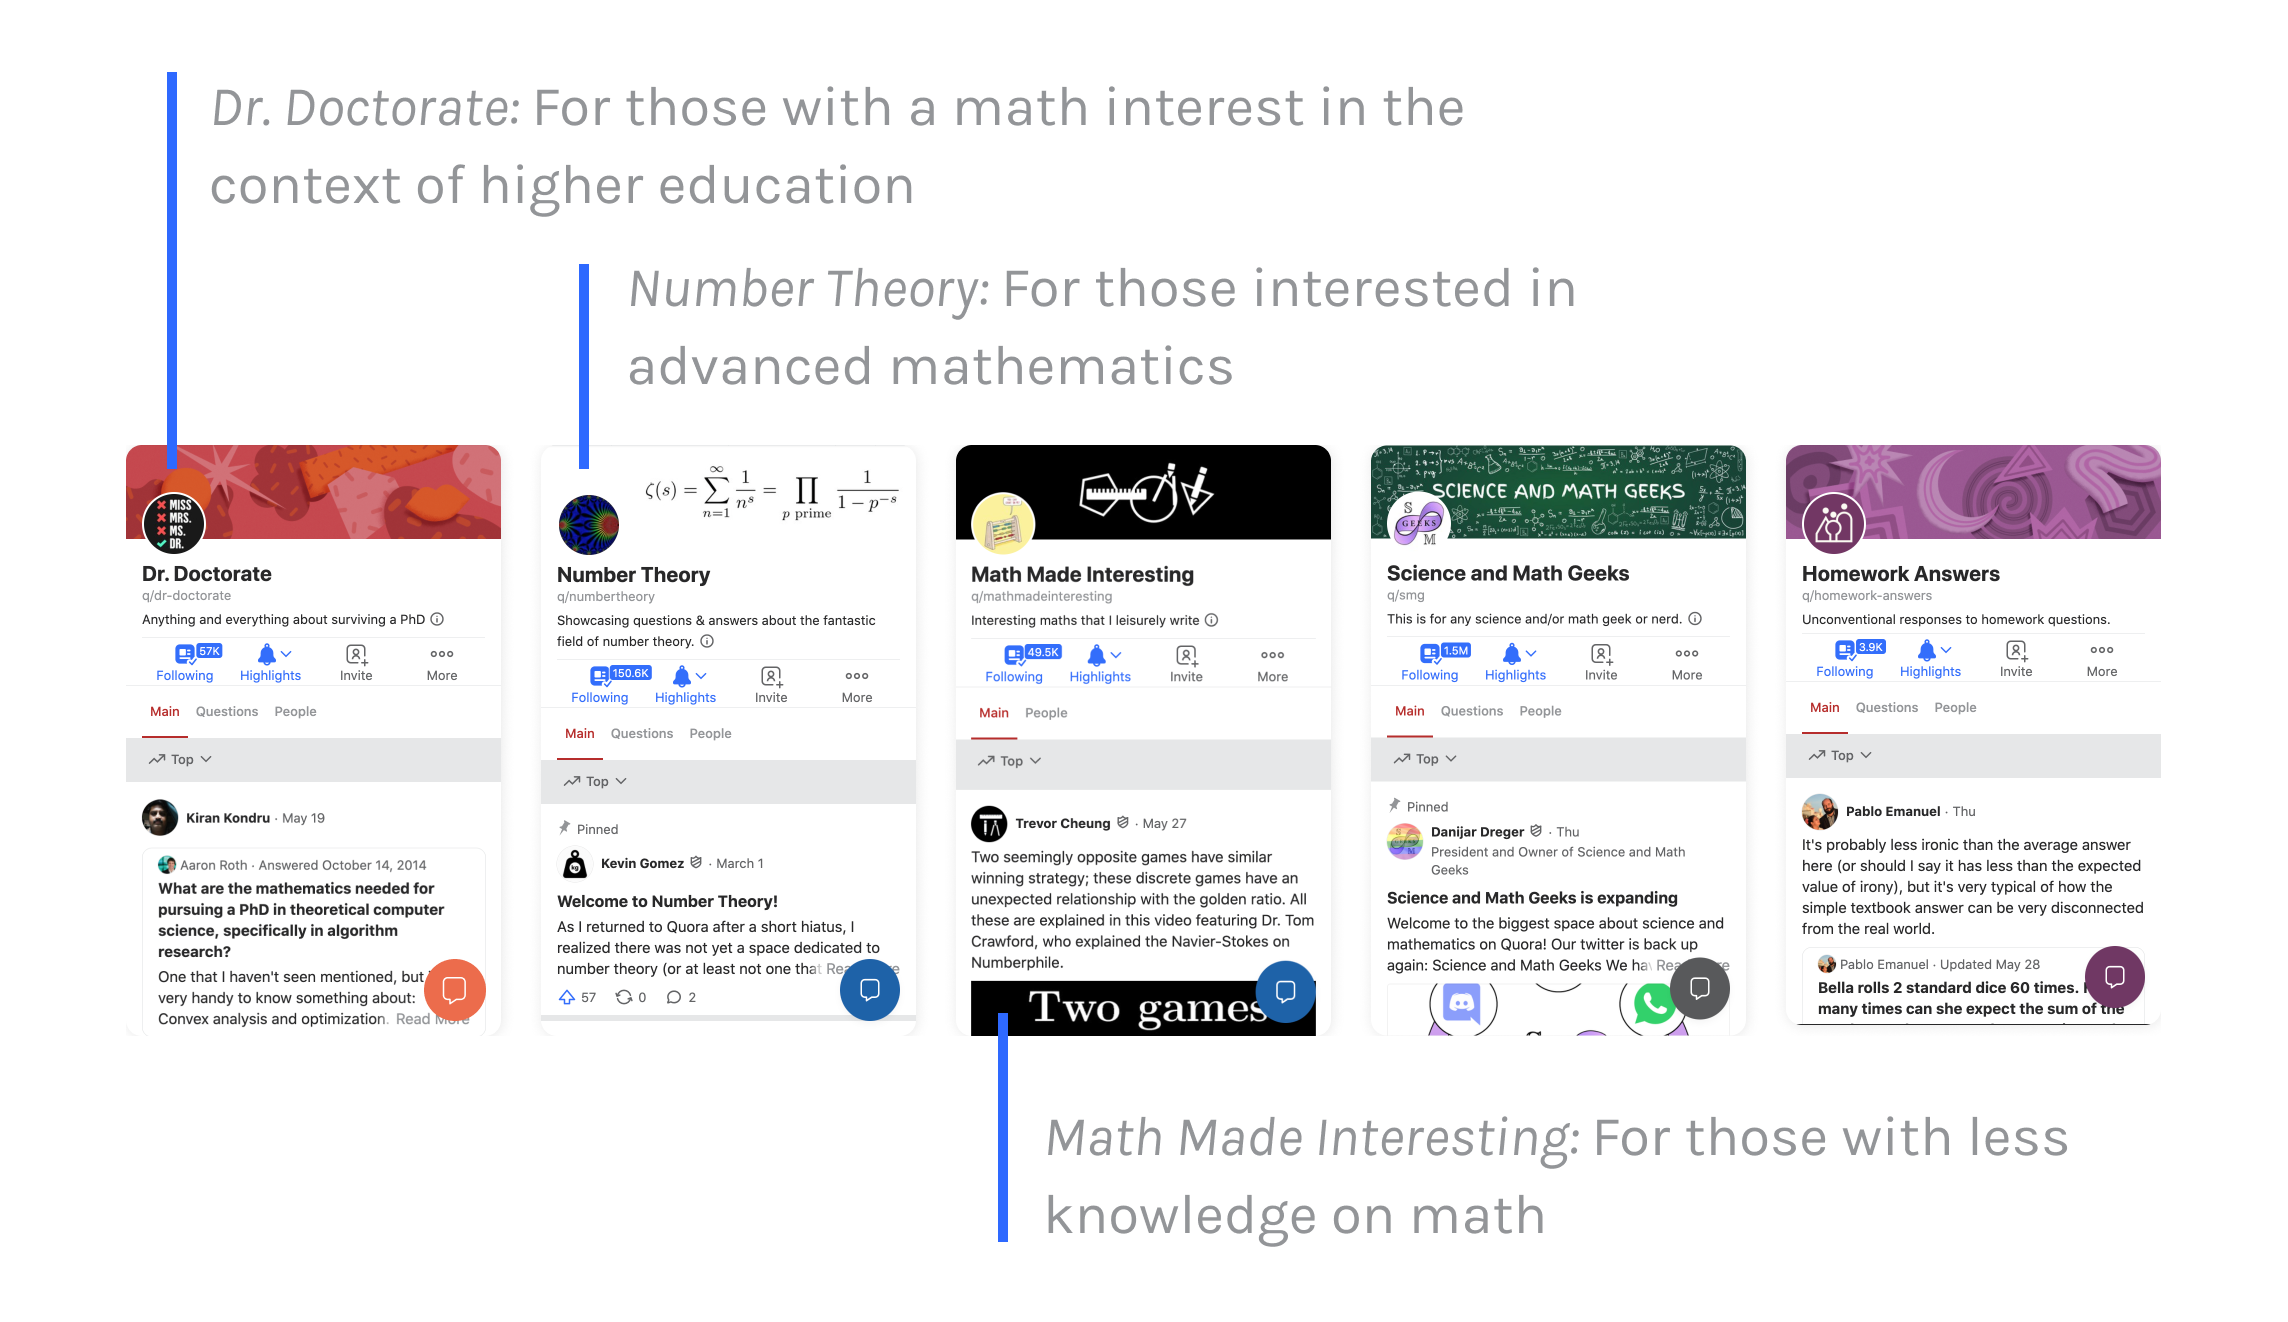 Dr. Doctorate: For those with a math interest in the
context of higher education
Number Theory: For those interested in
advanced mathematics
MISS
MRS.
MS.
DR.
Dr. Doctorate
q/dr-doctorate
Anything and everything about surviving a PhD
57K
Following Highlights Invite More
Main Questions People
Top
Kiran Kondru · May 19
Aaron Roth · Answered October 14, 2014
What are the mathematics needed for
pursuing a PhD in theoretical computer
science, specifically in algorithm
research?
One that I haven't seen mentioned, but
very handy to know something about:
Convex analysis and optimization. Read More
ζ(s) = ∑_{n=1}^{∞} 1/n^s = ∏_{p prime} 1/(1 − p^{−s})
Number Theory
q/numbertheory
Showcasing questions & answers about the fantastic
field of number theory.
150.6K
Following Highlights Invite More
Main Questions People
Top
Pinned
kg
Kevin Gomez · March 1
Welcome to Number Theory!
As I returned to Quora after a short hiatus, I
realized there was not yet a space dedicated to
number theory (or at least not one that Read More
57 0 2
Math Made Interesting
q/mathmadeinteresting
Interesting maths that I leisurely write
49.5K
Following Highlights Invite More
Main People
Top
Trevor Cheung · May 27
Two seemingly opposite games have similar
winning strategy; these discrete games have an
unexpected relationship with the golden ratio. All
these are explained in this video featuring Dr. Tom
Crawford, who explained the Navier-Stokes on
Numberphile.
Two games
SCIENCE AND MATH GEEKS
S
GEEKS
M
Science and Math Geeks
q/smg
This is for any science and/or math geek or nerd.
1.5M
Following Highlights Invite More
Main Questions People
Top
Pinned
Danijar Dreger · Thu
President and Owner of Science and Math
Geeks
Science and Math Geeks is expanding
Welcome to the biggest space about science and
mathematics on Quora! Our twitter is back up
again: Science and Math Geeks We ha Read More
Homework Answers
q/homework-answers
Unconventional responses to homework questions.
3.9K
Following Highlights Invite More
Main Questions People
Top
Pablo Emanuel · Thu
It's probably less ironic than the average answer
here (or should I say it has less than the expected
value of irony), but it's very typical of how the
simple textbook answer can be very disconnected
from the real world.
Pablo Emanuel · Updated May 28
Bella rolls 2 standard dice 60 times.
many times can she expect the sum of the
Math Made Interesting: For those with less
knowledge on math